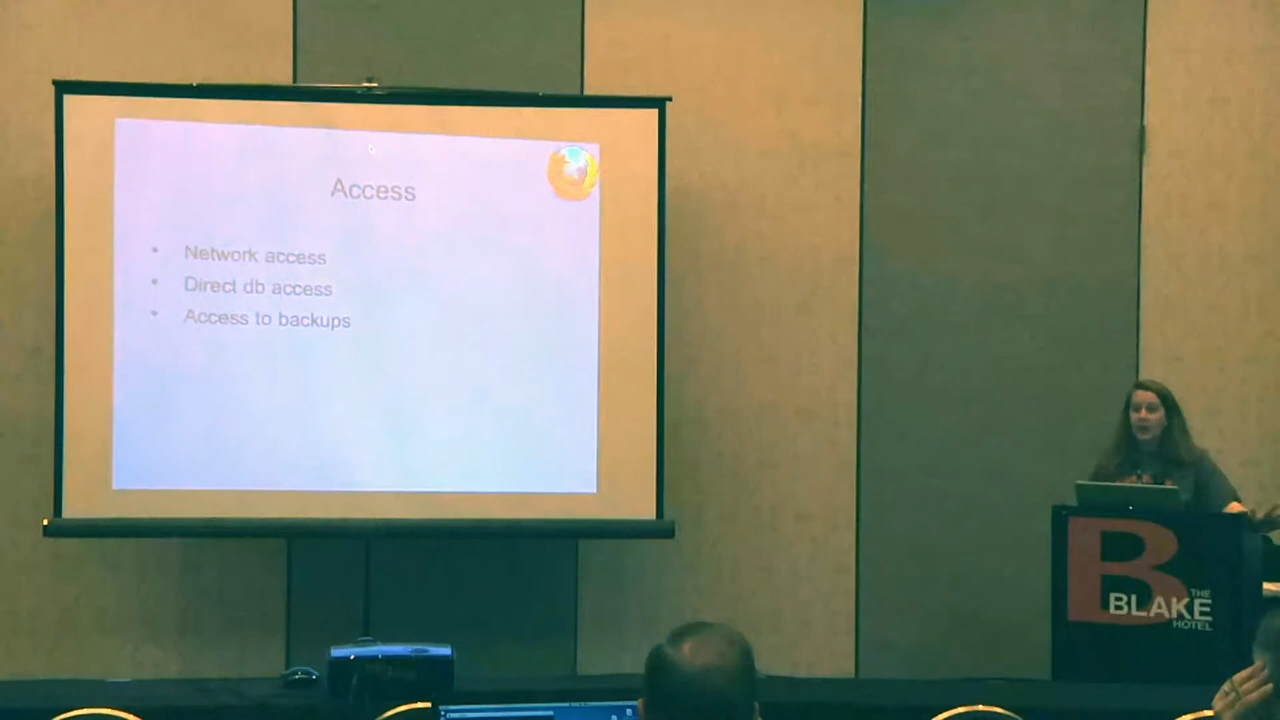 Access
• Network access
• Direct db access
• Access to backups
B
THE
BLAKE
HOTEL